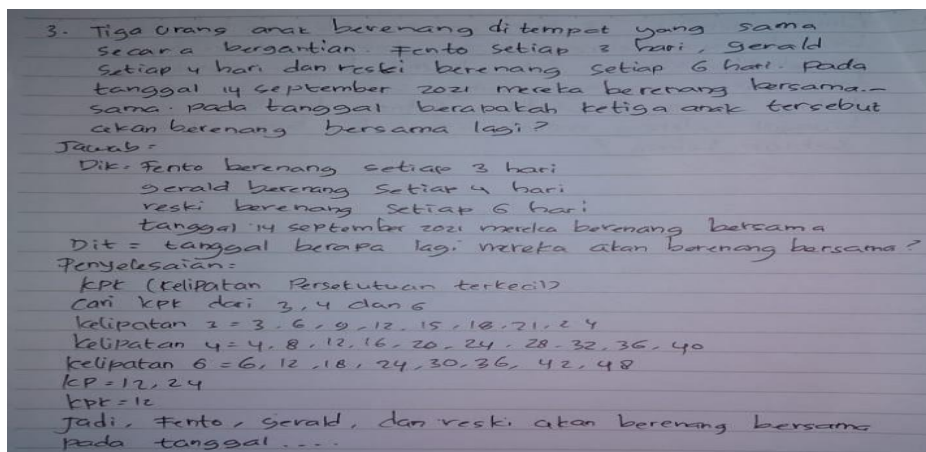 3. Tiga orang anak berenang di tempat yang sama
secara bergantian. Fento setiap 3 hari, gerald
setiap 4 hari dan reski berenang setiap 6 hari. Pada
tanggal 14 september 2021 mereka berenang bersama-
sama. Pada tanggal berapakah ketiga anak tersebut
akan berenang bersama lagi?
Jawab =
Dik = Fento berenang setiap 3 hari
gerald berenang setiap 4 hari
reski berenang setiap 6 hari
tanggal 14 september 2021 mereka berenang bersama
Dit = tanggal berapa lagi mereka akan berenang bersama?
Penyelesaian =
KPK (Kelipatan Persekutuan terkecil)
Cari KPK dari 3, 4 dan 6
Kelipatan 3 = 3, 6, 9, 12, 15, 18, 21, 24
Kelipatan 4 = 4, 8, 12, 16, 20, 24, 28, 32, 36, 40
Kelipatan 6 = 6, 12, 18, 24, 30, 36, 42, 48
KP = 12, 24
KPK = 12
Jadi, Fento, Gerald, dan reski akan berenang bersama
pada tanggal ....